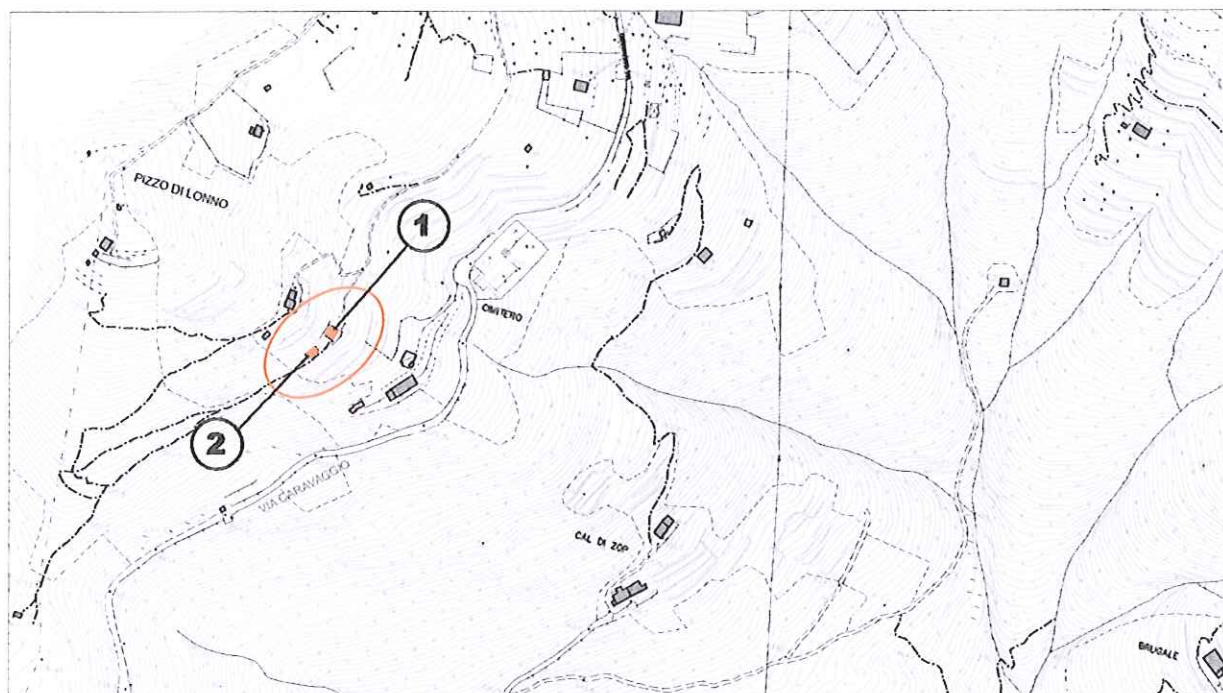 PIZZO DI LONNO
1
CIMITERO
2
VIA CARAVAGGIO
CAL DI ZOP
BRUGALE